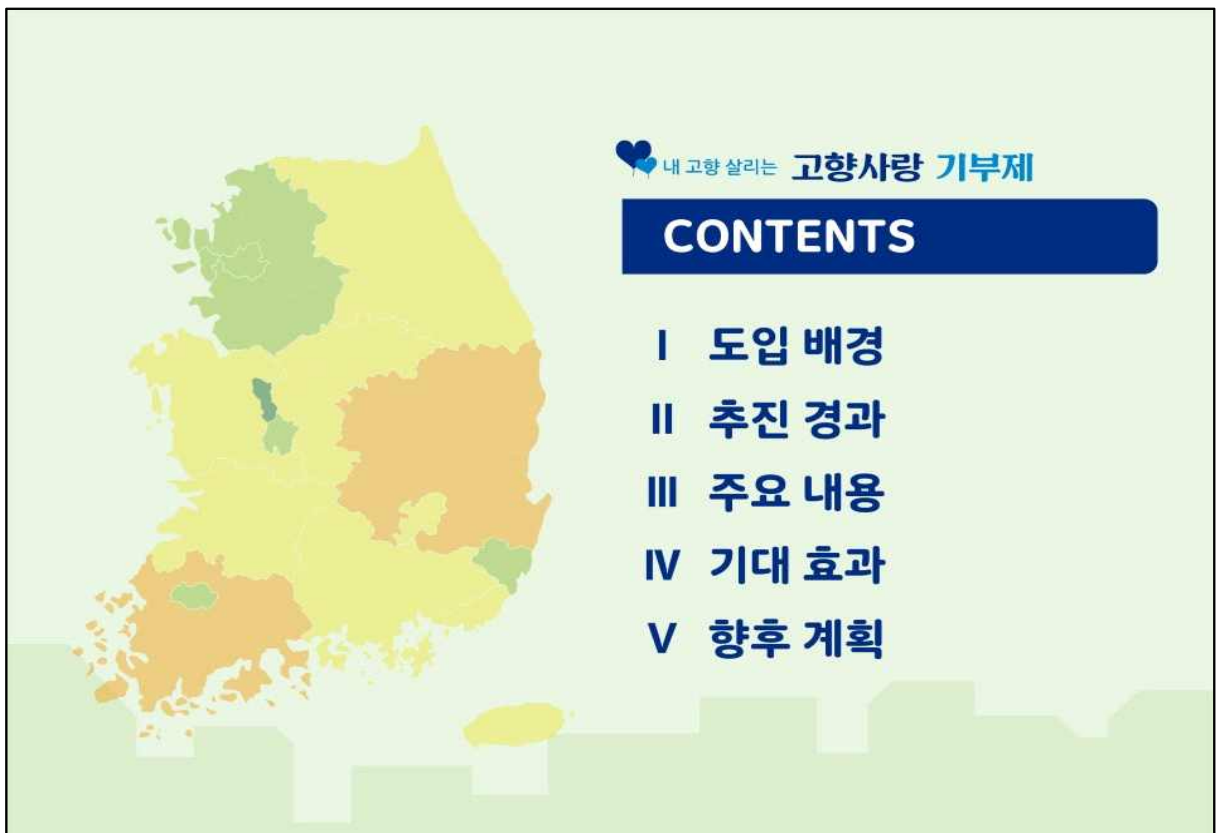 내 고향 살리는 고향사랑 기부제
CONTENTS
I 도입 배경
II 추진 경과
III 주요 내용
IV 기대 효과
V 향후 계획